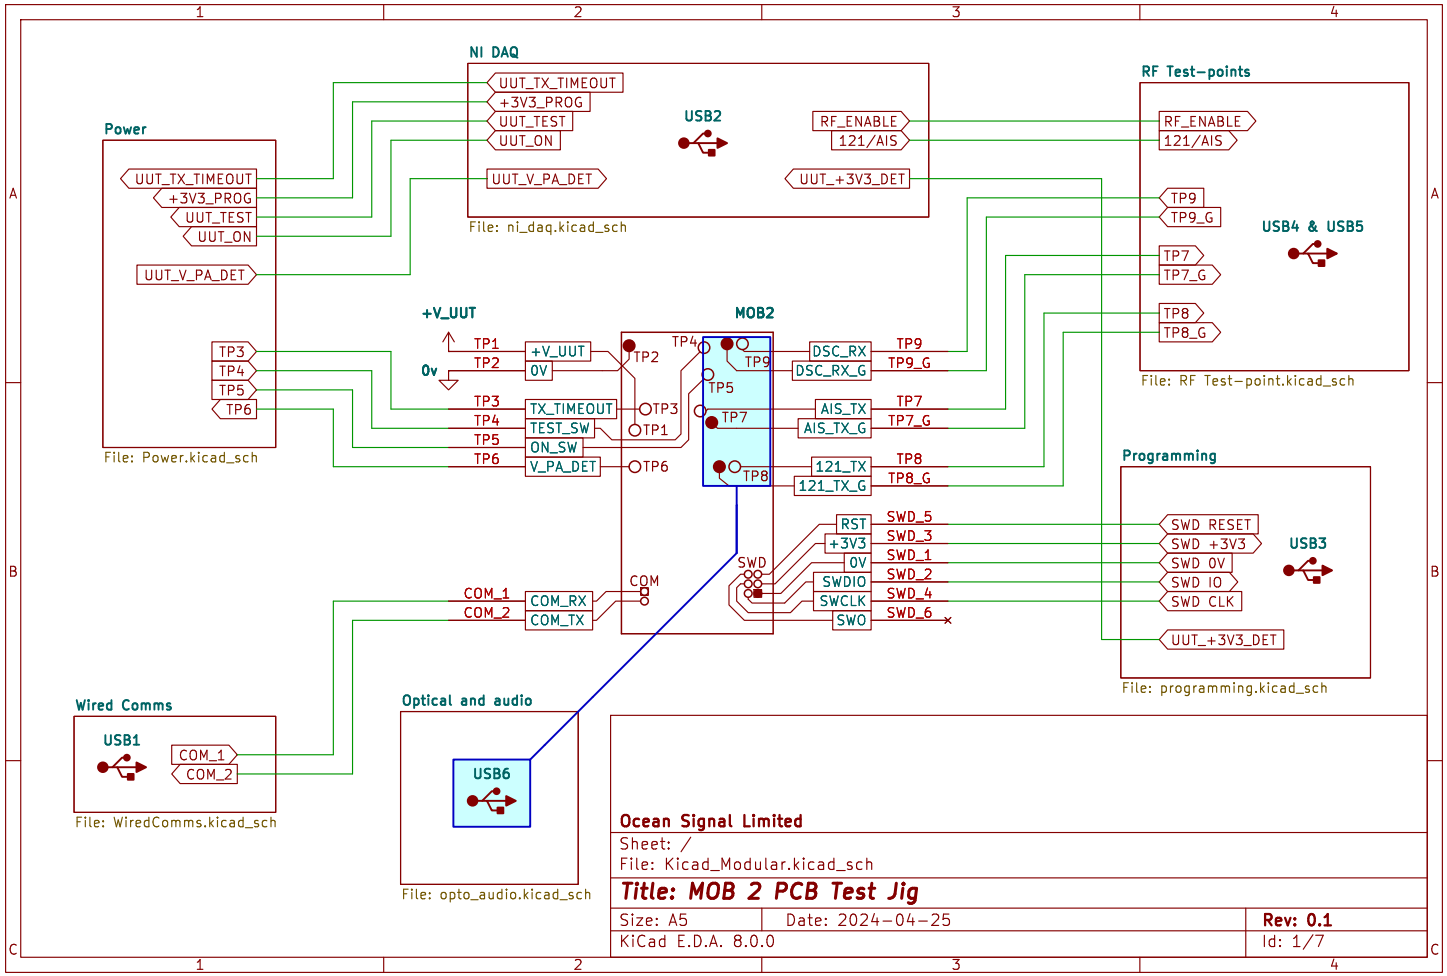 1
2
3
4
A
B
C
NI DAQ
UUT_TX_TIMEOUT
+3V3_PROG
UUT_TEST
UUT_ON
UUT_V_PA_DET
USB2
RF_ENABLE
121/AIS
UUT_+3V3_DET
File: ni_daq.kicad_sch
RF Test-points
RF_ENABLE
121/AIS
TP9
TP9_G
TP7
TP7_G
TP8
TP8_G
USB4 & USB5
File: RF Test-point.kicad_sch
Power
UUT_TX_TIMEOUT
+3V3_PROG
UUT_TEST
UUT_ON
UUT_V_PA_DET
TP3
TP4
TP5
TP6
File: Power.kicad_sch
+V_UUT
0v
TP1
TP2
TP3
TP4
TP5
TP6
+V_UUT
0V
TX_TIMEOUT
TEST_SW
ON_SW
V_PA_DET
COM_1
COM_2
COM_RX
COM_TX
MOB2
TP2
TP4
TP9
TP5
TP3
TP7
TP1
TP6
TP8
SWD
COM
DSC_RX
DSC_RX_G
AIS_TX
AIS_TX_G
121_TX
121_TX_G
RST
+3V3
0V
SWDIO
SWCLK
SWO
TP9
TP9_G
TP7
TP7_G
TP8
TP8_G
SWD_5
SWD_3
SWD_1
SWD_2
SWD_4
SWD_6
Programming
SWD RESET
SWD +3V3
SWD 0V
SWD IO
SWD CLK
UUT_+3V3_DET
USB3
File: programming.kicad_sch
Wired Comms
USB1
COM_1
COM_2
File: WiredComms.kicad_sch
Optical and audio
USB6
File: opto_audio.kicad_sch
Ocean Signal Limited
Sheet: /
File: Kicad_Modular.kicad_sch
Title: MOB 2 PCB Test Jig
Size: A5
Date: 2024-04-25
Rev: 0.1
KiCad E.D.A. 8.0.0
Id: 1/7
A
B
C
1
2
3
4